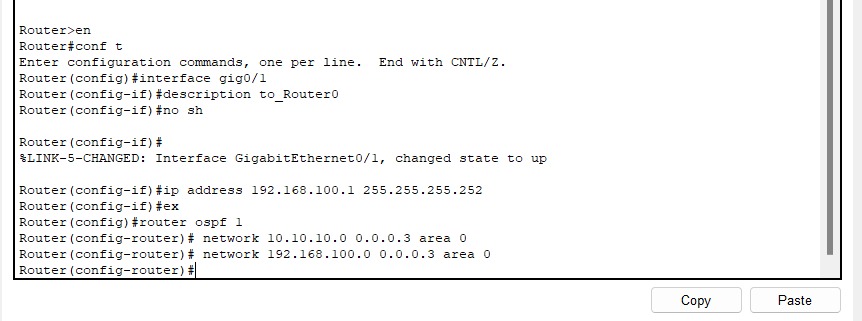 Router>en
Router#conf t
Enter configuration commands, one per line.  End with CNTL/Z.
Router(config)#interface gig0/1
Router(config-if)#description to_Router0
Router(config-if)#no sh
Router(config-if)#
%LINK-5-CHANGED: Interface GigabitEthernet0/1, changed state to up
Router(config-if)#ip address 192.168.100.1 255.255.255.252
Router(config-if)#ex
Router(config)#router ospf 1
Router(config-router)# network 10.10.10.0 0.0.0.3 area 0
Router(config-router)# network 192.168.100.0 0.0.0.3 area 0
Router(config-router)#
Copy Paste